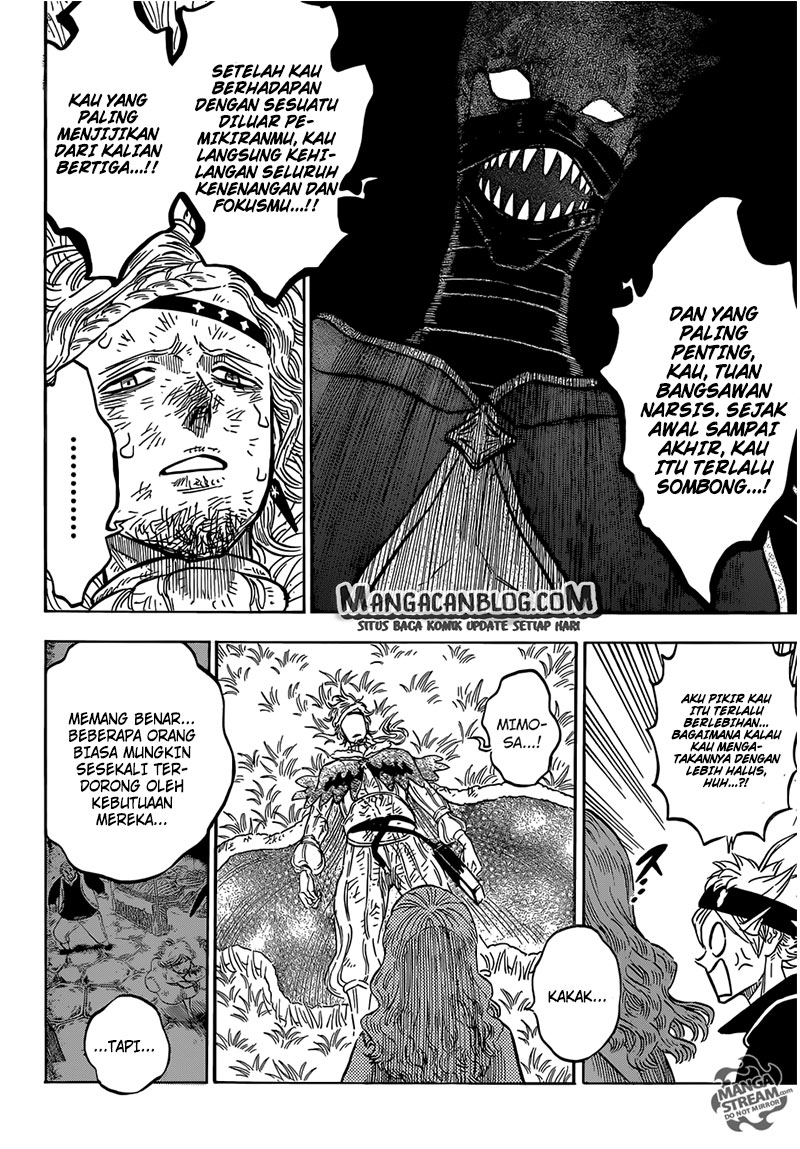 DAN YANG
PALING
PENTING,
KAU, TUAN
BANGSAWAN
NARSIS. SEJAK
AWAL SAMPAI
AKHIR, KAU
ITU TERLALU
SOMBONG...!
SETELAH KAU
BERHADAPAN
DENGAN SESUATU
DILUAR PE-
MIKIRANMU, KAU
LANGSUNG KEHI-
LANGAN SELURUH
KENENANGAN DAN
FOKUSMU...!!
KAU YANG
PALING
MENJIJIKAN
DARI KALIAN
BERTIGA...!!
.........
MANGACANBLOG.COM
SITUS BACA KOMIK UPDATE SETIAP HARI
AKU PIKIR KAU
ITU TERLALU
BERLEBIHAN...
BAGAIMANA KALAU
KAU MENGA-
TAKANNYA DENGAN
LEBIH HALUS,
HUH...?!
MIMO-
SA...!
KAKAK...
MEMANG BENAR...
BEBERAPA ORANG
BIASA MUNGKIN
SESEKALI TER-
DORONG OLEH
KEBUTUAAN
MEREKA...
...TAPI...
MANGA
STREAM.COM
DO NOT MIRROR!